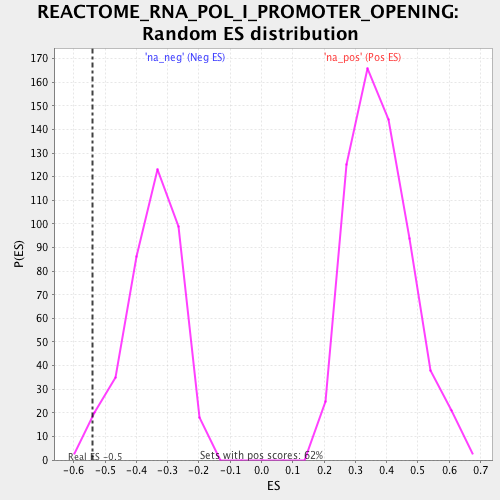 REACTOME_RNA_POL_I_PROMOTER_OPENING:
Random ES distribution
'na_neg' (Neg ES)
'na_pos' (Pos ES)
P(ES)
170
160
150
140
130
120
110
100
90
80
70
60
50
40
30
20
10
0
Real ES -0.5
Sets with pos scores: 62%
-0.6 -0.5 -0.4 -0.3 -0.2 -0.1 0.0 0.1 0.2 0.3 0.4 0.5 0.6 0.7
ES